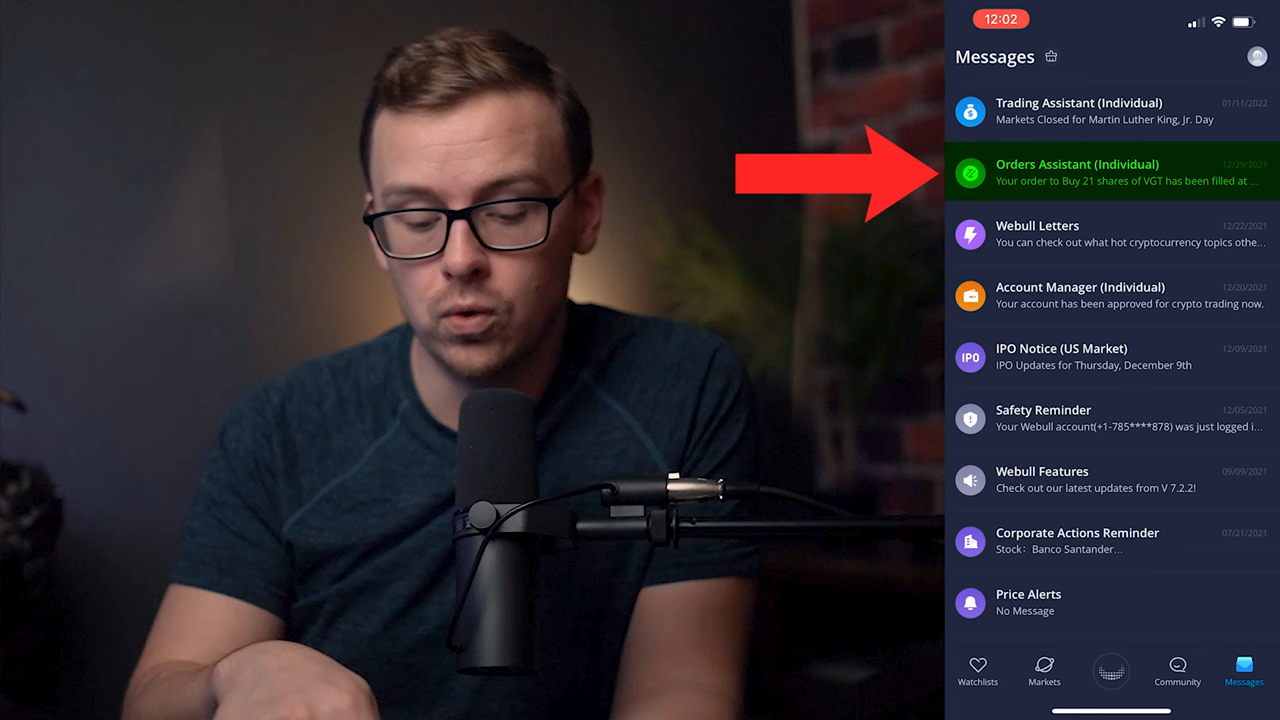 12:02
Messages
Trading Assistant (Individual) 01/11/2022
Markets Closed for Martin Luther King, Jr. Day
Orders Assistant (Individual) 12/29/2021
Your order to Buy 21 shares of VGT has been filled at ...
Webull Letters 12/22/2021
You can check out what hot cryptocurrency topics othe...
Account Manager (Individual) 12/20/2021
Your account has been approved for crypto trading now.
IPO
IPO Notice (US Market) 12/09/2021
IPO Updates for Thursday, December 9th
Safety Reminder 12/05/2021
Your Webull account(+1-785****878) was just logged i...
Webull Features 09/09/2021
Check out our latest updates from V 7.2.2!
Corporate Actions Reminder 07/21/2021
Stock: Banco Santander...
Price Alerts
No Message
Watchlists Markets Community Messages